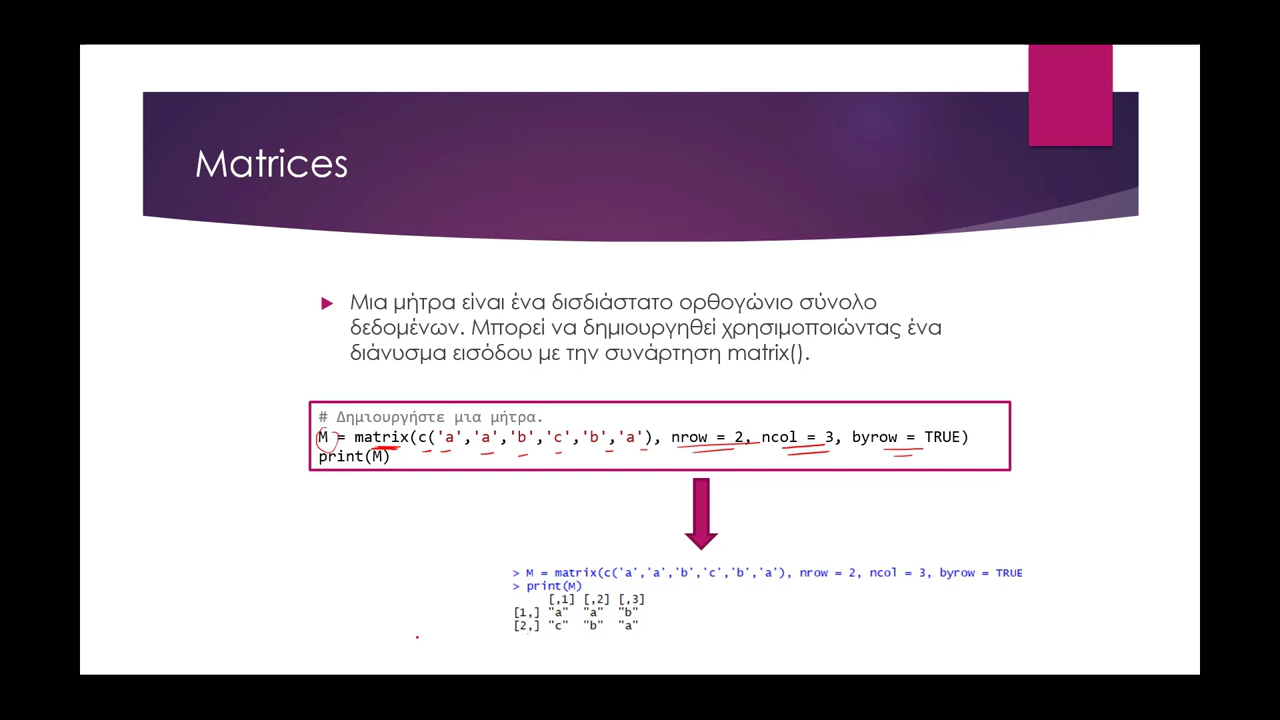 Matrices
Μια μήτρα είναι ένα δισδιάστατο ορθογώνιο σύνολο
δεδομένων. Μπορεί να δημιουργηθεί χρησιμοποιώντας ένα
διάνυσμα εισόδου με την συνάρτηση matrix().
# Δημιουργήστε μια μήτρα.
M = matrix(c('a','a','b','c','b','a'), nrow = 2, ncol = 3, byrow = TRUE)
print(M)
> M = matrix(c('a','a','b','c','b','a'), nrow = 2, ncol = 3, byrow = TRUE
> print(M)
[,1] [,2] [,3]
[1,] "a" "a" "b"
[2,] "c" "b" "a"